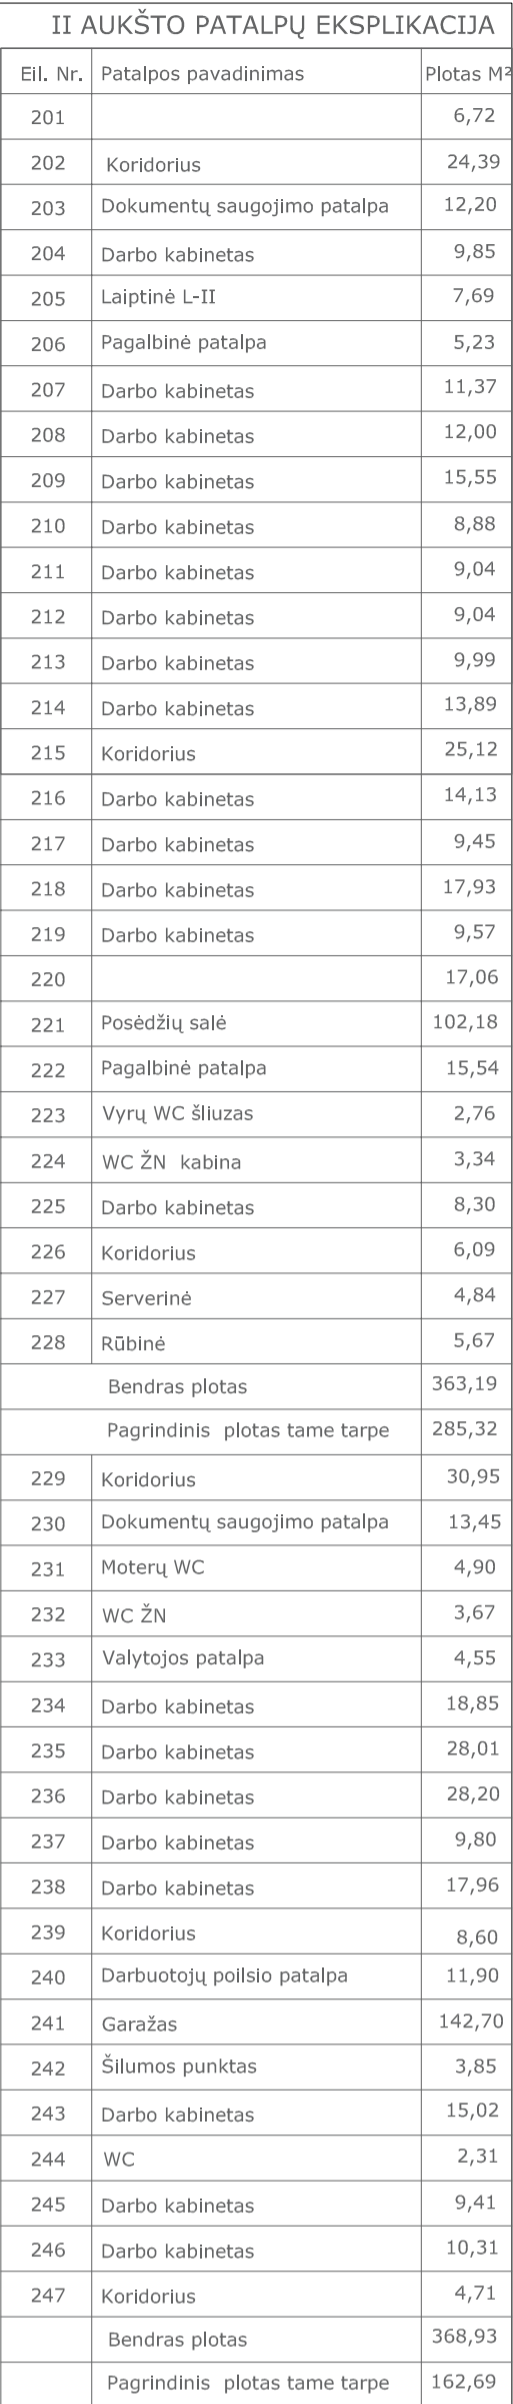 II AUKŠTO PATALPŲ EKSPLIKACIJA
Eil. Nr. Patalpos pavadinimas Plotas M²
201 6,72
202 Koridorius 24,39
203 Dokumentų saugojimo patalpa 12,20
204 Darbo kabinetas 9,85
205 Laiptinė L-II 7,69
206 Pagalbinė patalpa 5,23
207 Darbo kabinetas 11,37
208 Darbo kabinetas 12,00
209 Darbo kabinetas 15,55
210 Darbo kabinetas 8,88
211 Darbo kabinetas 9,04
212 Darbo kabinetas 9,04
213 Darbo kabinetas 9,99
214 Darbo kabinetas 13,89
215 Koridorius 25,12
216 Darbo kabinetas 14,13
217 Darbo kabinetas 9,45
218 Darbo kabinetas 17,93
219 Darbo kabinetas 9,57
220 17,06
221 Posėdžių salė 102,18
222 Pagalbinė patalpa 15,54
223 Vyrų WC šliuzas 2,76
224 WC ŽN kabina 3,34
225 Darbo kabinetas 8,30
226 Koridorius 6,09
227 Serverinė 4,84
228 Rūbinė 5,67
Bendras plotas 363,19
Pagrindinis plotas tame tarpe 285,32
229 Koridorius 30,95
230 Dokumentų saugojimo patalpa 13,45
231 Moterų WC 4,90
232 WC ŽN 3,67
233 Valytojos patalpa 4,55
234 Darbo kabinetas 18,85
235 Darbo kabinetas 28,01
236 Darbo kabinetas 28,20
237 Darbo kabinetas 9,80
238 Darbo kabinetas 17,96
239 Koridorius 8,60
240 Darbuotojų poilsio patalpa 11,90
241 Garažas 142,70
242 Šilumos punktas 3,85
243 Darbo kabinetas 15,02
244 WC 2,31
245 Darbo kabinetas 9,41
246 Darbo kabinetas 10,31
247 Koridorius 4,71
Bendras plotas 368,93
Pagrindinis plotas tame tarpe 162,69